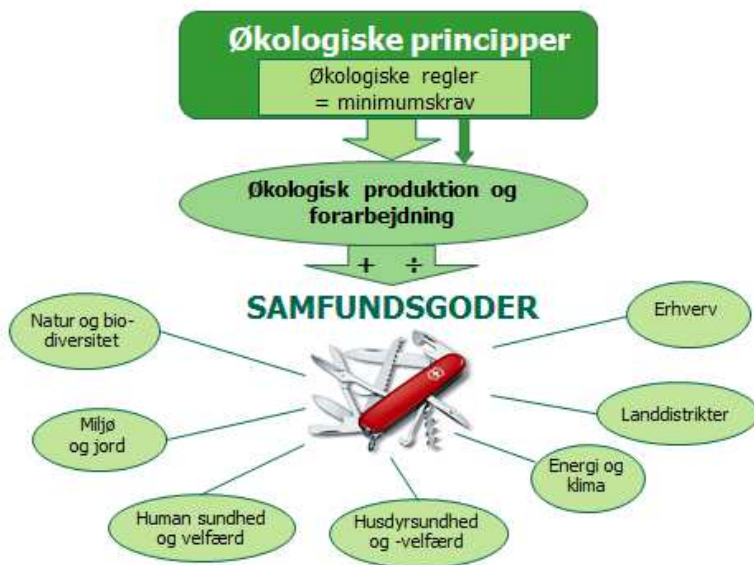 Økologiske principper
Økologiske regler
= minimumskrav
Økologisk produktion og
forarbejdning
+ ÷
SAMFUNDSGODER
Natur og bio-
diversitet
Erhverv
Miljø
og jord
Landdistrikter
Energi og
klima
Human sundhed
og velfærd
Husdyrsundhed
og -velfærd